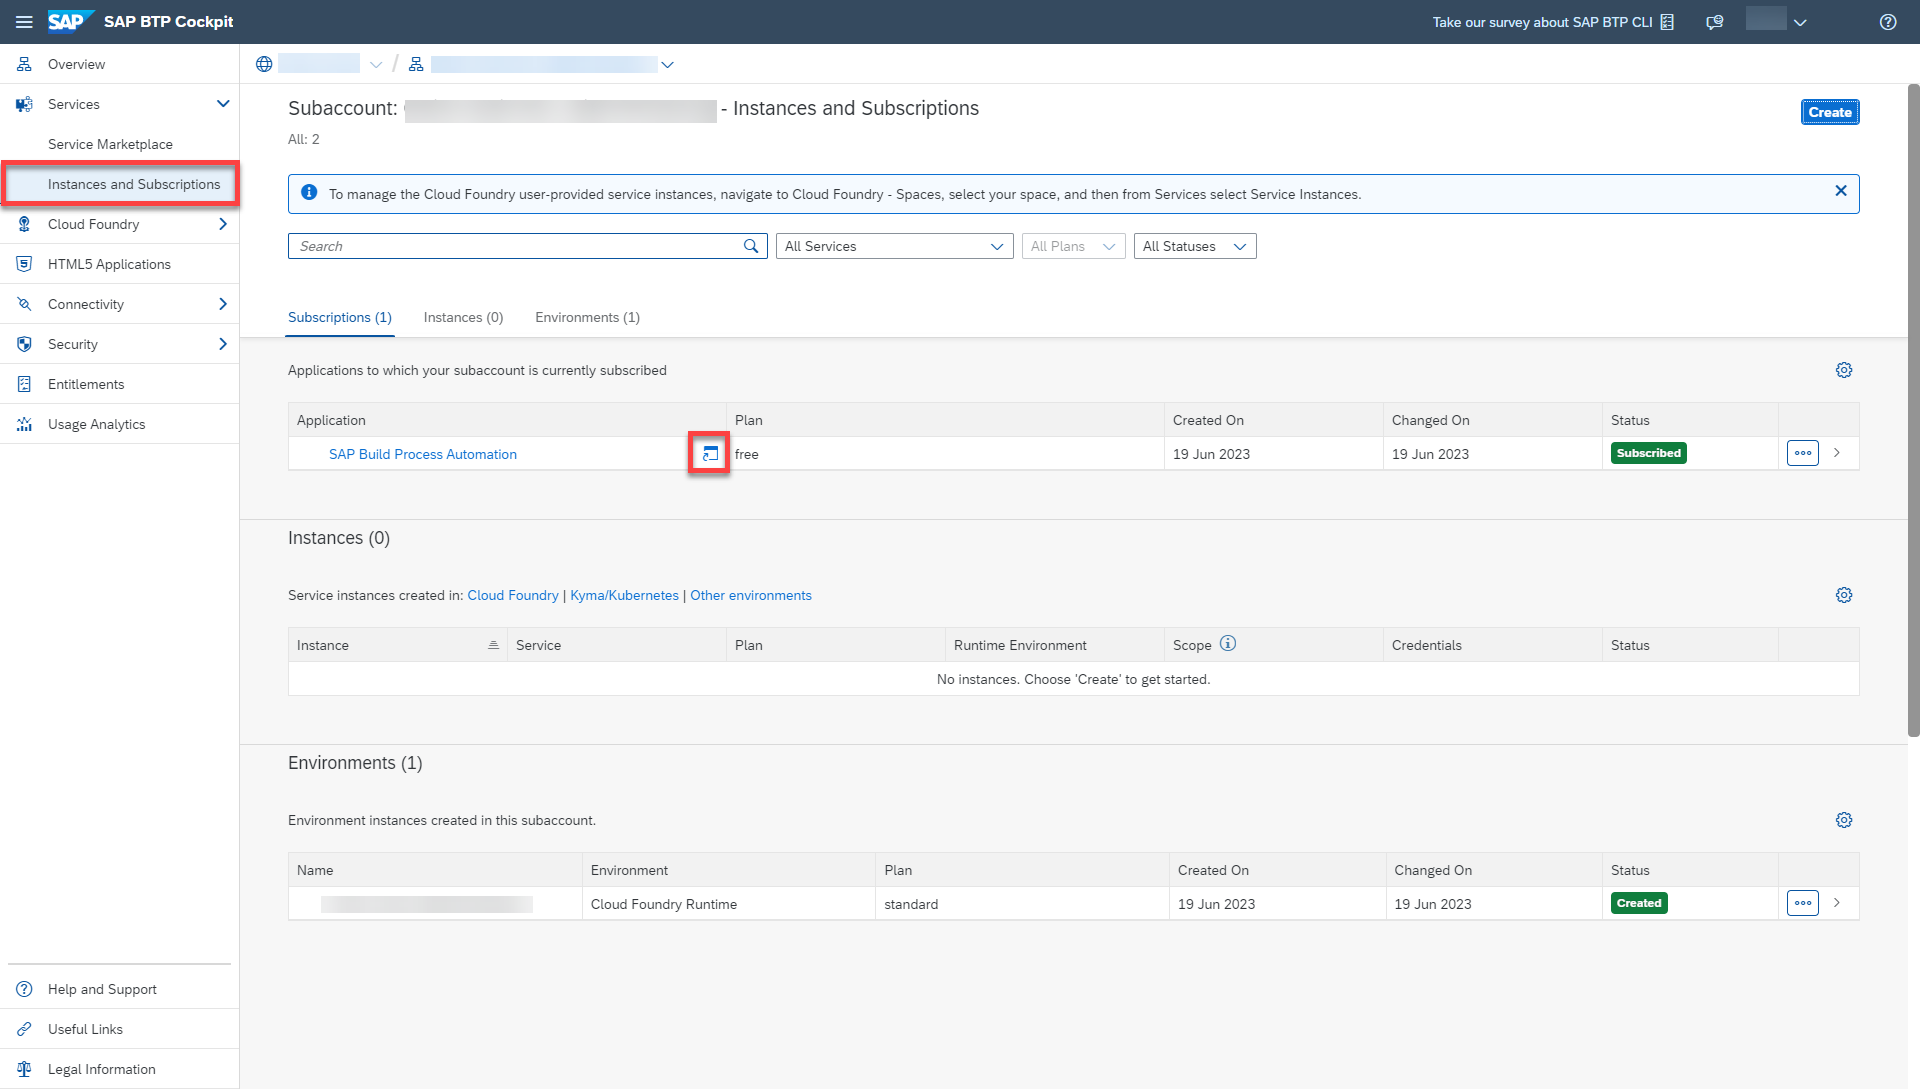 SAP SAP BTP Cockpit
Take our survey about SAP BTP CLI
Overview
Services
Service Marketplace
Instances and Subscriptions
Cloud Foundry
HTML5 Applications
Connectivity
Security
Entitlements
Usage Analytics
Help and Support
Useful Links
Legal Information
/
Subaccount: - Instances and Subscriptions
Create
All: 2
To manage the Cloud Foundry user-provided service instances, navigate to Cloud Foundry - Spaces, select your space, and then from Services select Service Instances.
Search All Services All Plans All Statuses
Subscriptions (1) Instances (0) Environments (1)
Applications to which your subaccount is currently subscribed
Application Plan Created On Changed On Status
SAP Build Process Automation free 19 Jun 2023 19 Jun 2023 Subscribed
Instances (0)
Service instances created in: Cloud Foundry | Kyma/Kubernetes | Other environments
Instance Service Plan Runtime Environment Scope Credentials Status
No instances. Choose 'Create' to get started.
Environments (1)
Environment instances created in this subaccount.
Name Environment Plan Created On Changed On Status
Cloud Foundry Runtime standard 19 Jun 2023 19 Jun 2023 Created